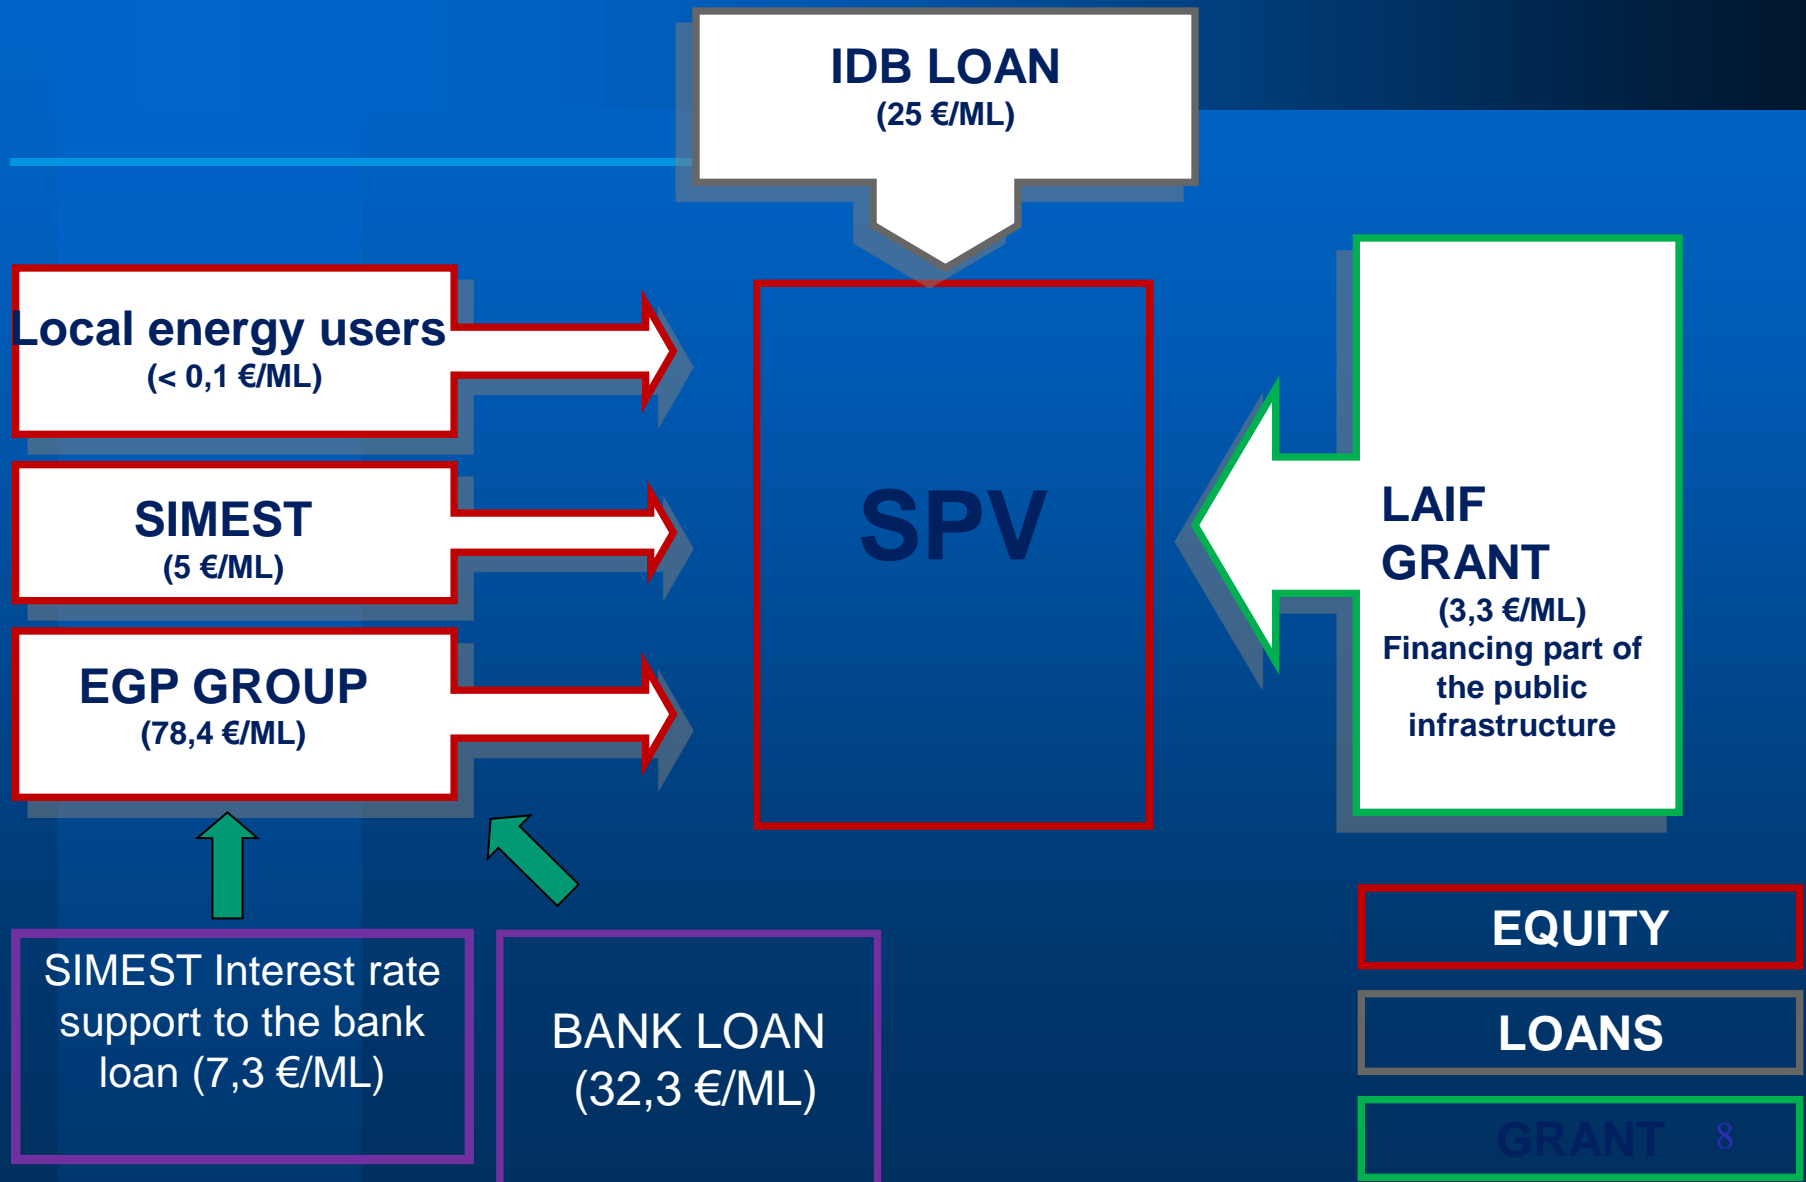 IDB LOAN
(25 €/ML)
Local energy users
(< 0,1 €/ML)
SIMEST
(5 €/ML)
EGP GROUP
(78,4 €/ML)
SPV
LAIF
GRANT
(3,3 €/ML)
Financing part of
the public
infrastructure
SIMEST Interest rate
support to the bank
loan (7,3 €/ML)
BANK LOAN
(32,3 €/ML)
EQUITY
LOANS
GRANT
8